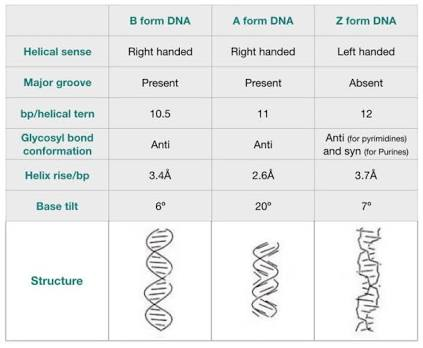 B form DNA A form DNA Z form DNA
Helical sense Right handed Right handed Left handed
Major groove Present Present Absent
bp/helical tern 10.5 11 12
Glycosyl bond conformation Anti Anti Anti (for pyrimidines) and syn (for Purines)
Helix rise/bp 3.4Å 2.6Å 3.7Å
Base tilt 6º 20º 7º
Structure